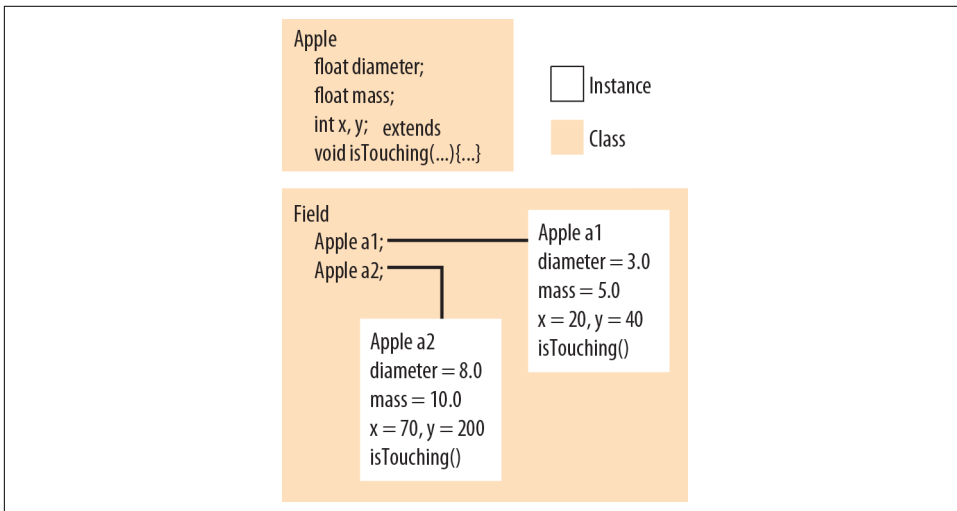 Apple
float diameter;
float mass;
int x, y; extends
void isTouching(...){...}
Instance
Class
Field
Apple a1;
Apple a2;
Apple a1
diameter = 3.0
mass = 5.0
x = 20, y = 40
isTouching()
Apple a2
diameter = 8.0
mass = 10.0
x = 70, y = 200
isTouching()